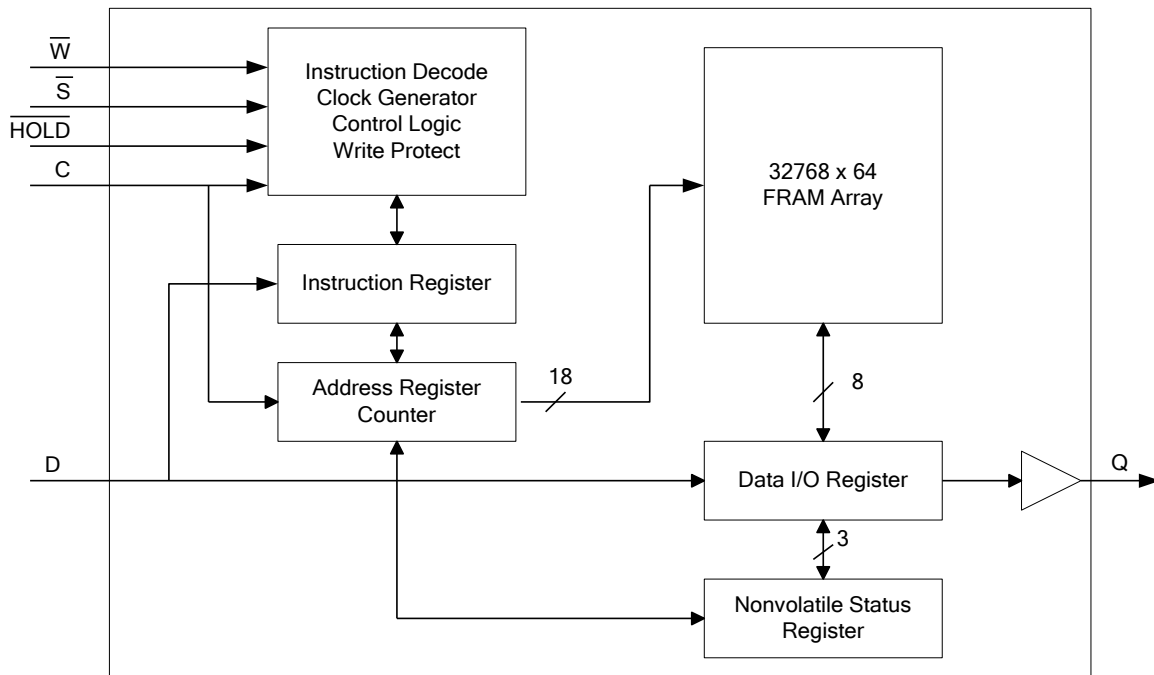 W̅
S̅
H̅O̅L̅D̅
C
Instruction Decode
Clock Generator
Control Logic
Write Protect
32768 x 64
FRAM Array
Instruction Register
Address Register
Counter
18
8
D
Data I/O Register
Q
3
Nonvolatile Status
Register